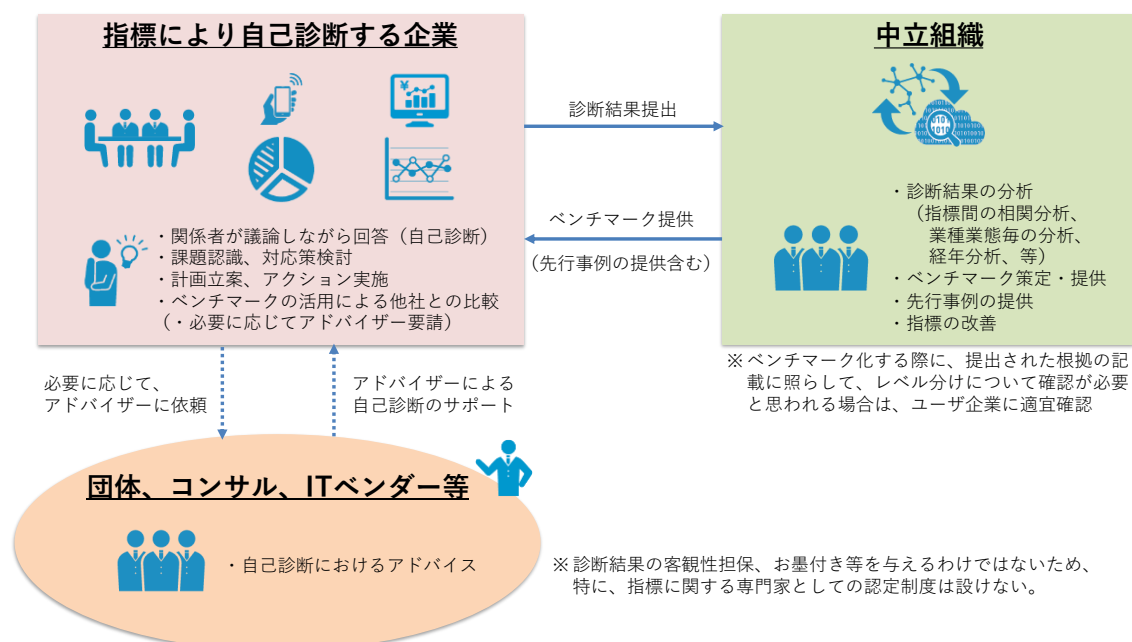 指標により自己診断する企業
・関係者が議論しながら回答（自己診断）
・課題認識、対応策検討
・計画立案、アクション実施
・ベンチマークの活用による他社との比較
（・必要に応じてアドバイザー要請）
診断結果提出
ベンチマーク提供
(先行事例の提供含む)
中立組織
・診断結果の分析
（指標間の相関分析、
業種業態毎の分析、
経年分析、等）
・ベンチマーク策定・提供
・先行事例の提供
・指標の改善
※ベンチマーク化する際に、提出された根拠の記
載に照らして、レベル分けについて確認が必要
と思われる場合は、ユーザ企業に適宜確認
必要に応じて、
アドバイザーに依頼
アドバイザーによる
自己診断のサポート
団体、コンサル、ITベンダー等
・自己診断におけるアドバイス
※診断結果の客観性担保、お墨付き等を与えるわけではないため、
特に、指標に関する専門家としての認定制度は設けない。